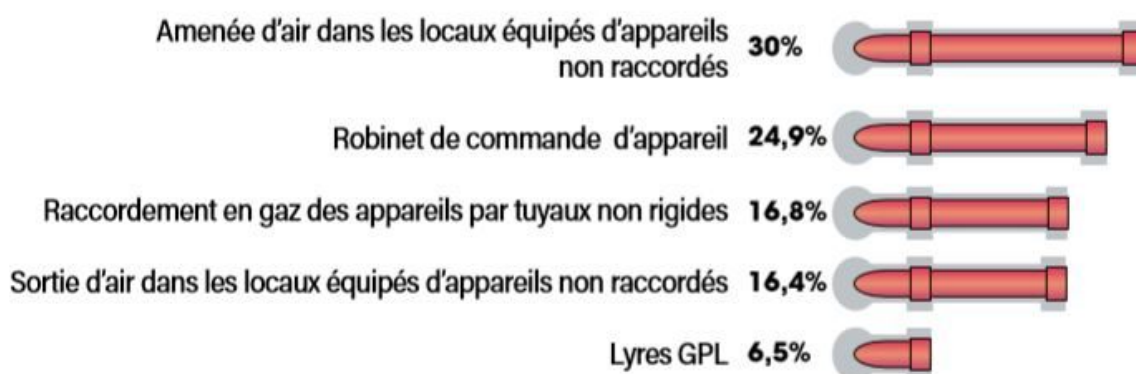 Amenée d'air dans les locaux équipés d'appareils
non raccordés 30%
Robinet de commande d'appareil 24,9%
Raccordement en gaz des appareils par tuyaux non rigides 16,8%
Sortie d'air dans les locaux équipés d'appareils non raccordés 16,4%
Lyres GPL 6,5%